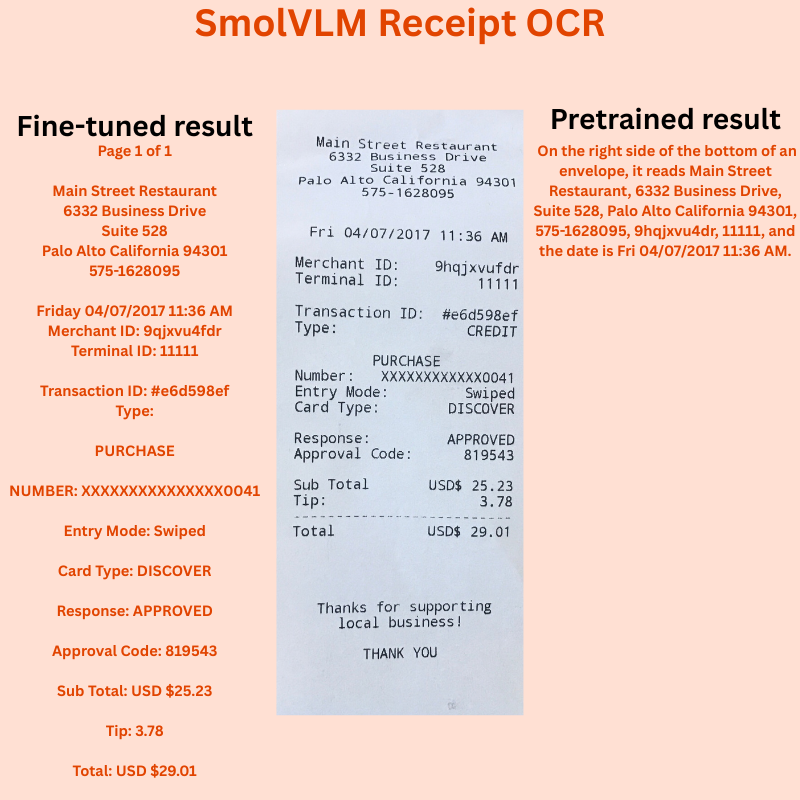 SmolVLM Receipt OCR
Fine-tuned result
Page 1 of 1
Main Street Restaurant
6332 Business Drive
Suite 528
Palo Alto California 94301
575-1628095
Friday 04/07/2017 11:36 AM
Merchant ID: 9qjxvu4fdr
Terminal ID: 11111
Transaction ID: #e6d598ef
Type:
PURCHASE
NUMBER: XXXXXXXXXXXXXXX0041
Entry Mode: Swiped
Card Type: DISCOVER
Response: APPROVED
Approval Code: 819543
Sub Total: USD $25.23
Tip: 3.78
Total: USD $29.01
Main Street Restaurant
6332 Business Drive
Suite 528
Palo Alto California 94301
575-1628095
Fri 04/07/2017 11:36 AM
Merchant ID: 9hqjxvufdr
Terminal ID: 11111
Transaction ID: #e6d598ef
Type: CREDIT
PURCHASE
Number: XXXXXXXXXXXX0041
Entry Mode: Swiped
Card Type: DISCOVER
Response: APPROVED
Approval Code: 819543
Sub Total USD$ 25.23
Tip: 3.78
Total USD$ 29.01
Thanks for supporting
local business!
THANK YOU
Pretrained result
On the right side of the bottom of an
envelope, it reads Main Street
Restaurant, 6332 Business Drive,
Suite 528, Palo Alto California 94301,
575-1628095, 9hqjxvu4dr, 11111, and
the date is Fri 04/07/2017 11:36 AM.